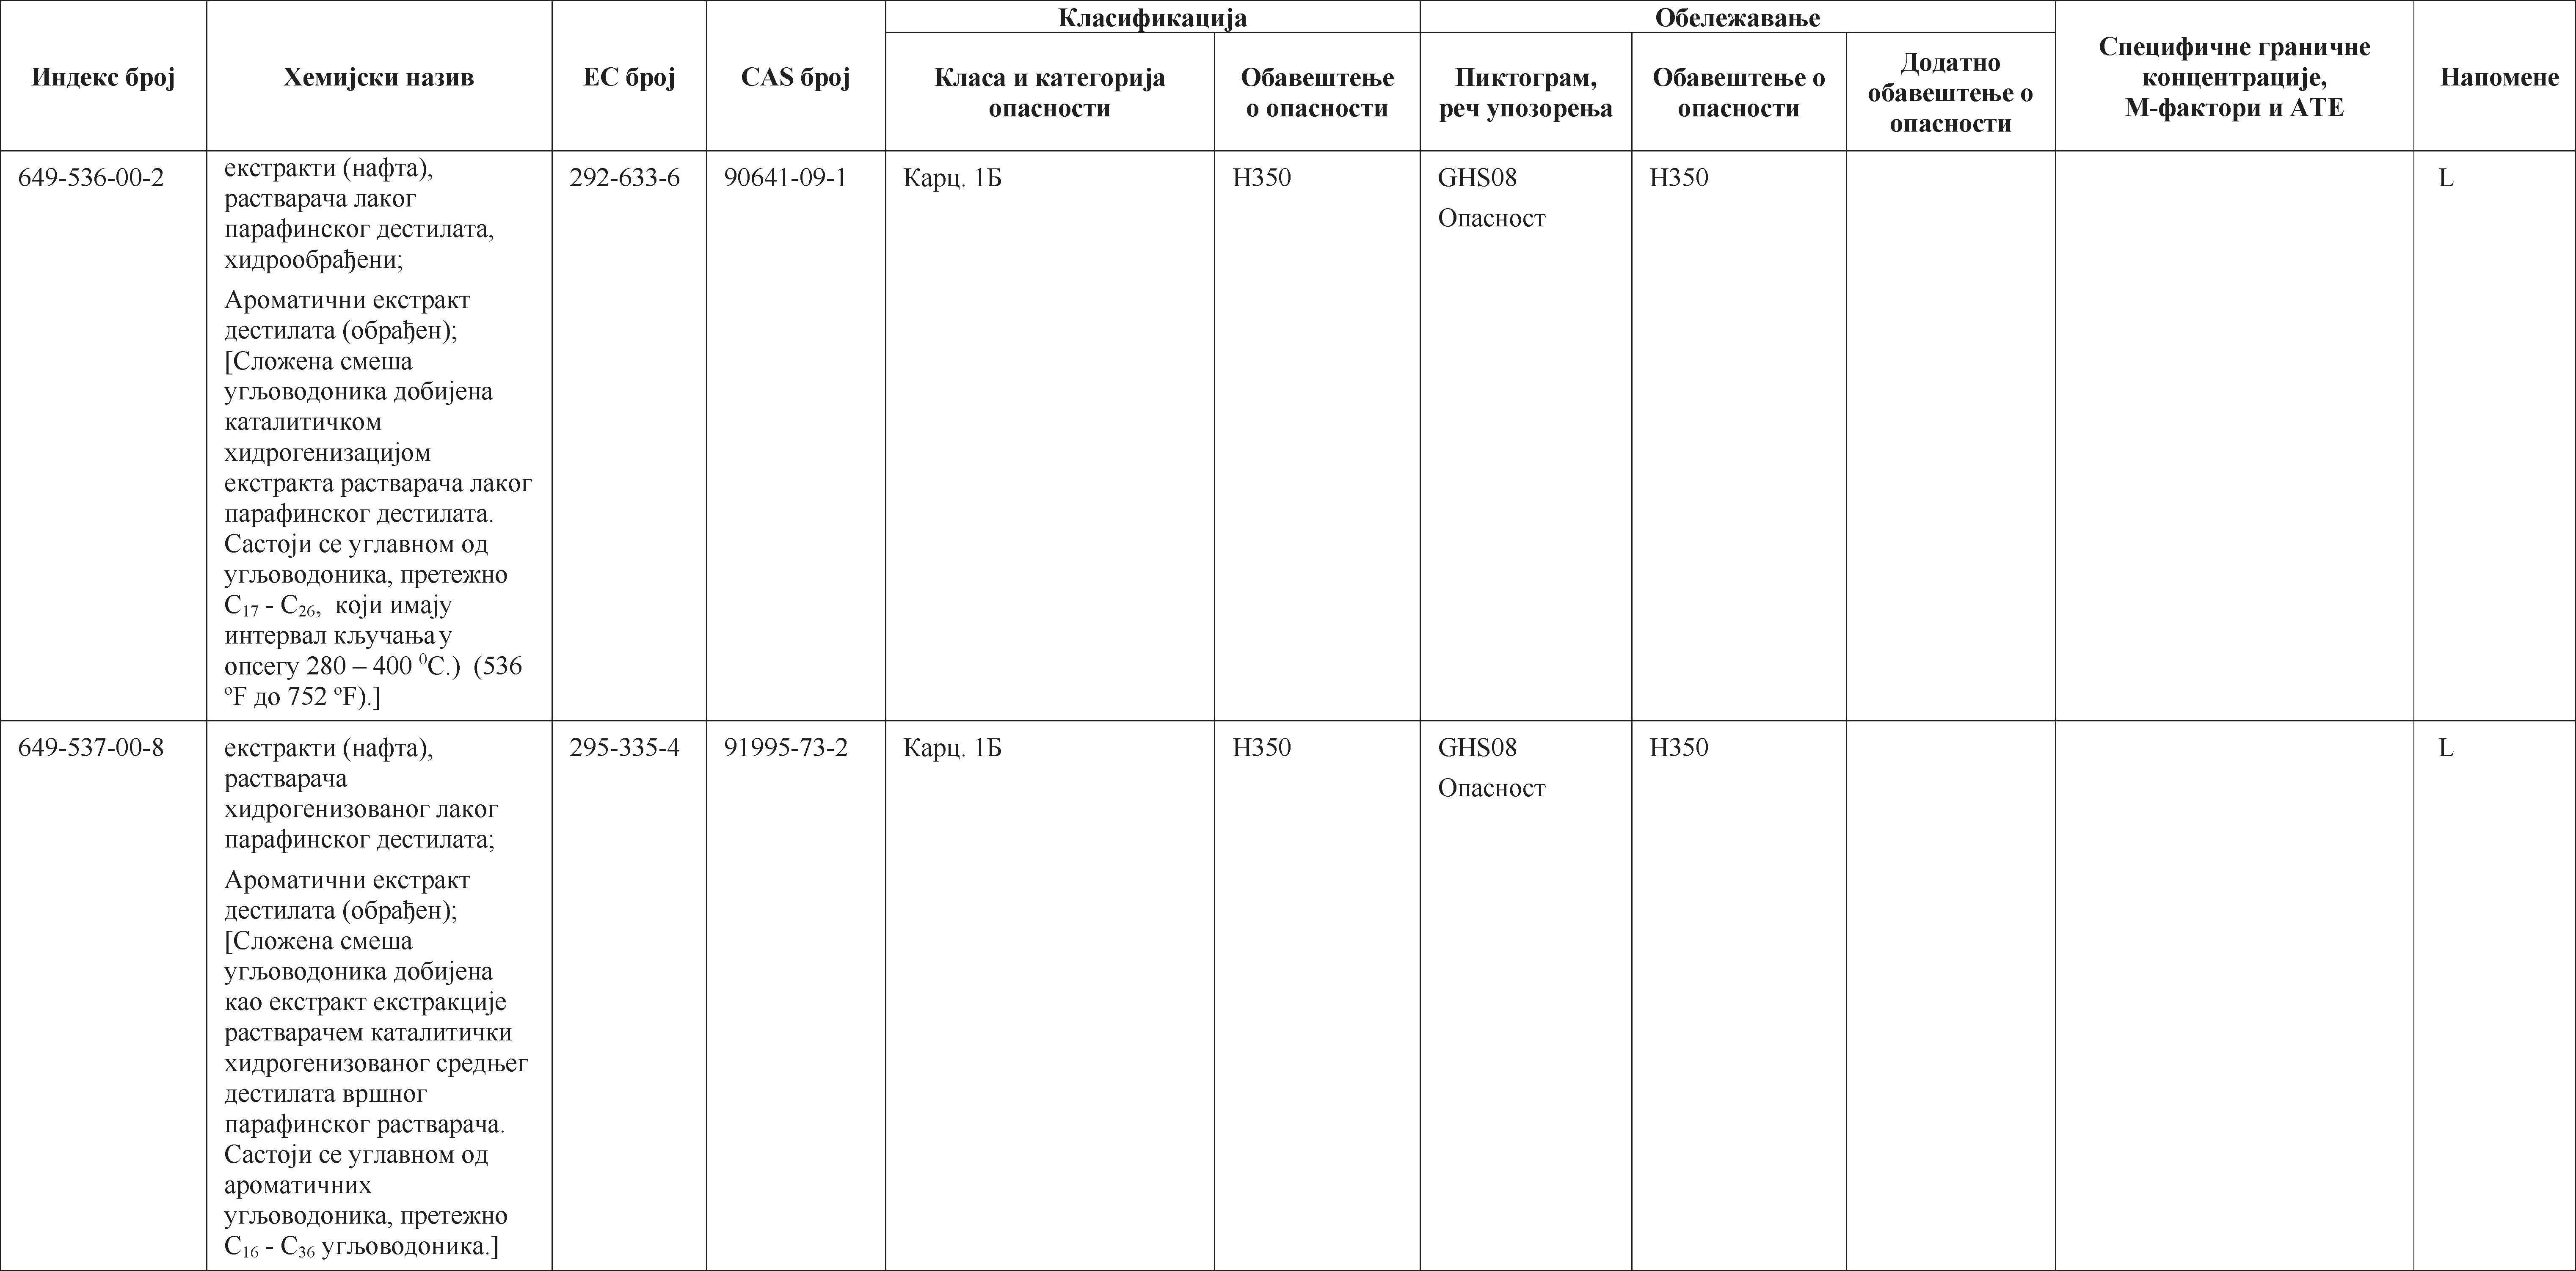 Индекс број
Хемијски назив
ЕС број
CAS број
Класификација
Класа и категорија
опасности
Обавештење
о опасности
Обележавање
Пиктограм,
реч упозорења
Обавештење о
опасности
Додатно
обавештење о
опасности
Специфичне граничне
концентрације,
М-фактори и АТЕ
Напомене
649-536-00-2
екстракти (нафта),
растварача лаког
парафинског дестилата,
хидрообрађени;
Ароматични екстракт
дестилата (обрађен);
[Сложена смеша
угљоводоника добијена
каталитичком
хидрогенизацијом
екстракта растварача лаког
парафинског дестилата.
Састоји се углавном од
угљоводоника, претежно
C₁₇ - C₂₆,  који имају
интервал кључања у
опсегу 280 – 400 ⁰C.)  (536
ºF до 752 ºF).]
292-633-6
90641-09-1
Карц. 1Б
H350
GHS08
Опасност
H350
L
649-537-00-8
екстракти (нафта),
растварача
хидрогенизованог лаког
парафинског дестилата;
Ароматични екстракт
дестилата (обрађен);
[Сложена смеша
угљоводоника добијена
као екстракт екстракције
растварачем каталитички
хидрогенизованог средњег
дестилата вршног
парафинског растварача.
Састоји се углавном од
ароматичних
угљоводоника, претежно
C₁₆ - C₃₆ угљоводоника.]
295-335-4
91995-73-2
Карц. 1Б
H350
GHS08
Опасност
H350
L